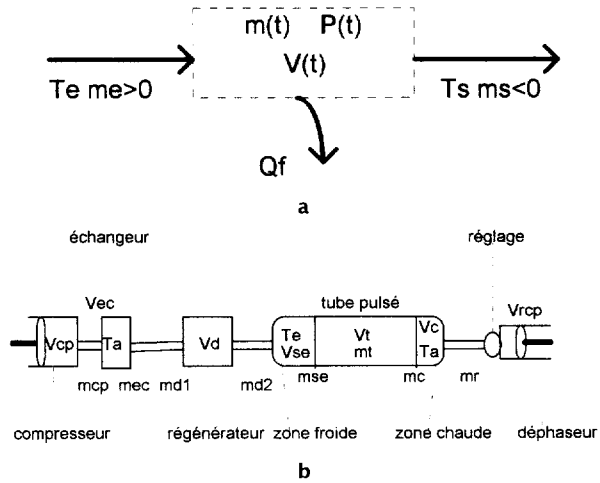 m(t) P(t)
V(t)
Te me>0
Ts ms<0
Qf
a
échangeur
réglage
Vec
tube pulsé
Vrcp
Vcp
Ta
Vd
Te
Vse
Vt
mt
Vc
Ta
mcp mec md1 md2 mse mc mr
compresseur régénérateur zone froide zone chaude déphaseur
b